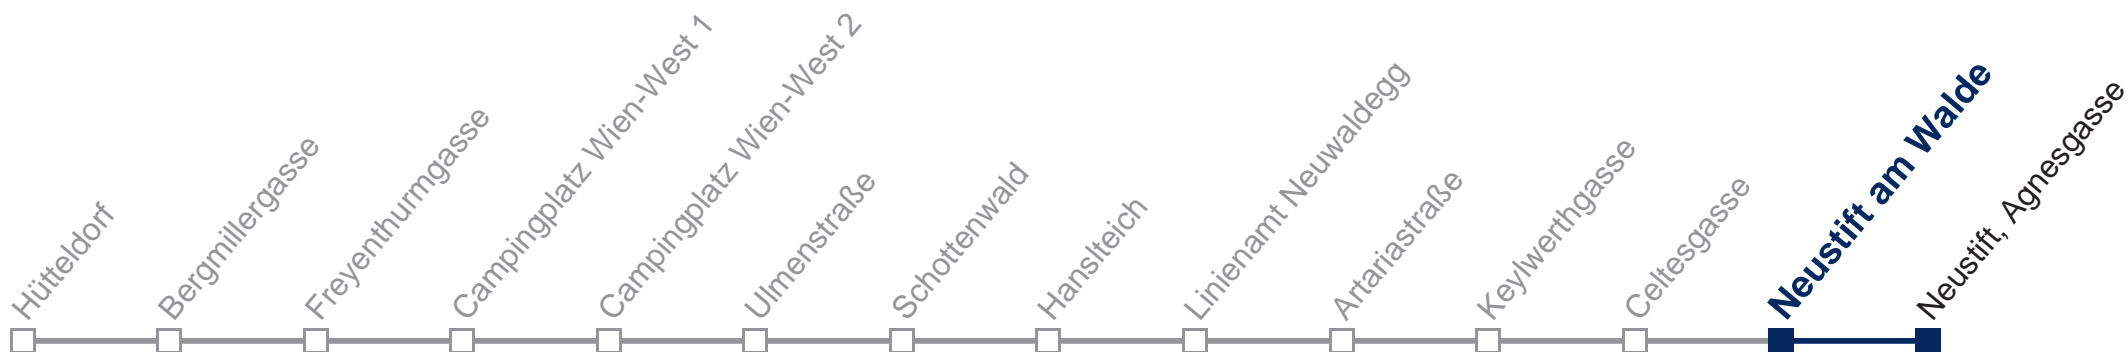 Hütteldorf
Bergmillergasse
Freyenthurmgasse
Campingplatz Wien-West 1
Campingplatz Wien-West 2
Ulmenstraße
Schottenwald
Hanslteich
Linienamt Neuwaldegg
Artariastraße
Keylwerthgasse
Celtesgasse
Neustift am Walde
Neustift, Agnesgasse